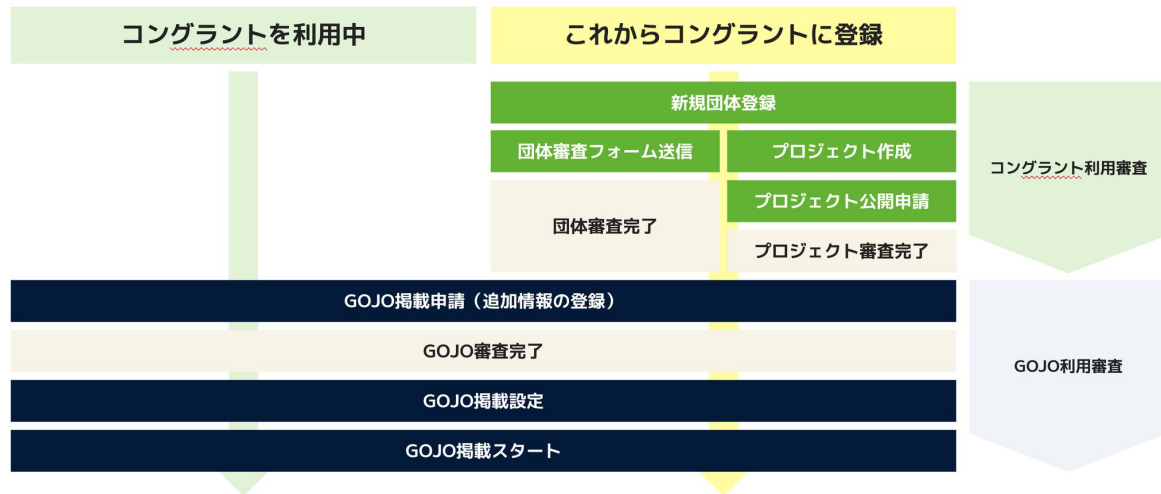 コングラントを利用中
これからコングラントに登録
新規団体登録
団体審査フォーム送信
プロジェクト作成
コングラント利用審査
プロジェクト公開申請
団体審査完了
プロジェクト審査完了
GOJO掲載申請（追加情報の登録）
GOJO審査完了
GOJO利用審査
GOJO掲載設定
GOJO掲載スタート